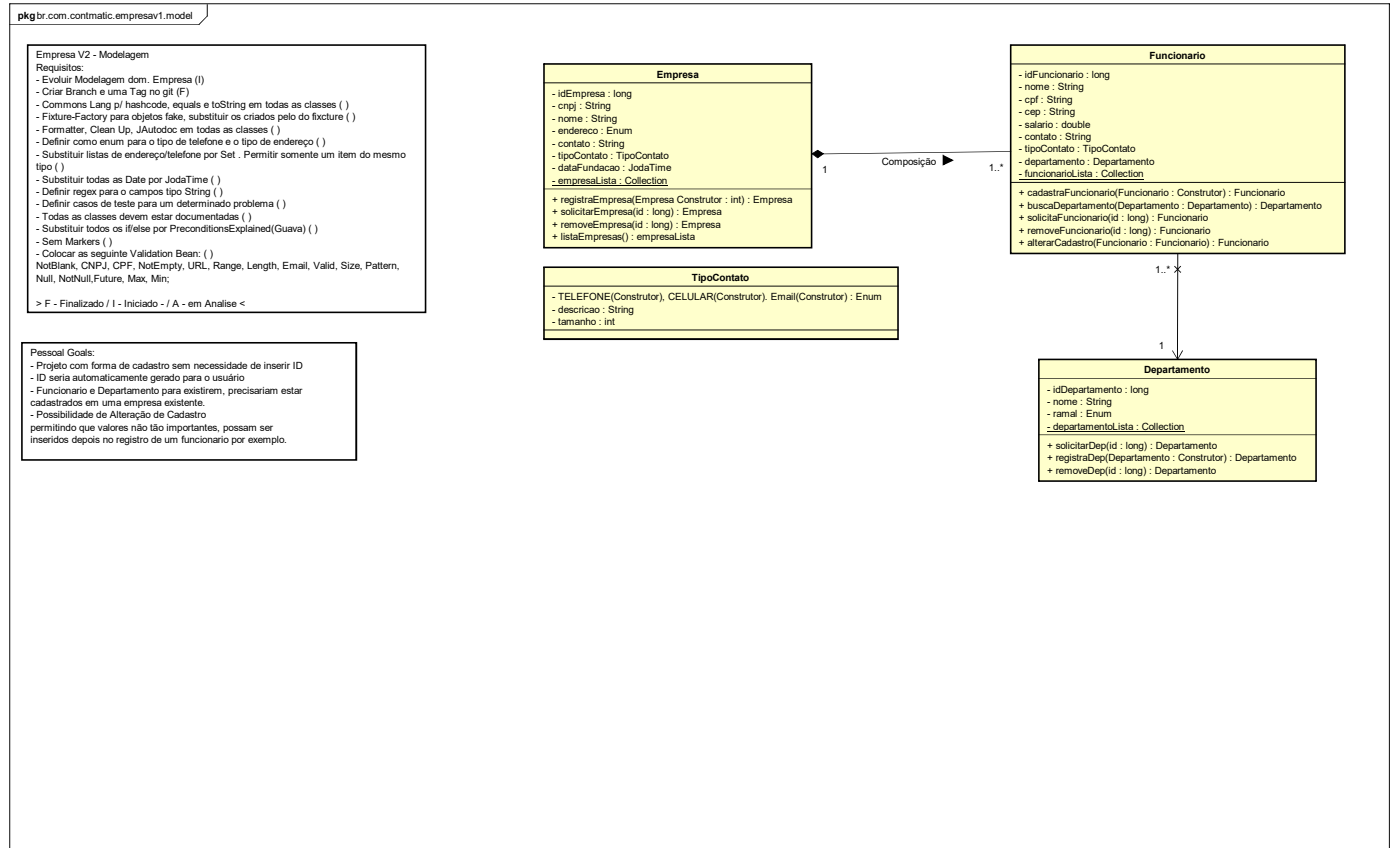 pkg br.com.contmatic.empresav1.model
Empresa V2 - Modelagem
Requisitos:
- Evoluir Modelagem dom. Empresa (I)
- Criar Branch e uma Tag no git (F)
- Commons Lang p/ hashcode, equals e toString em todas as classes ( )
- Fixture-Factory para objetos fake, substituir os criados pelo do fixcture ( )
- Formatter, Clean Up, JAutodoc em todas as classes ( )
- Definir como enum para o tipo de telefone e o tipo de endereço ( )
- Substituir listas de endereço/telefone por Set . Permitir somente um item do mesmo
tipo ( )
- Substituir todas as Date por JodaTime ( )
- Definir regex para o campos tipo String ( )
- Definir casos de teste para um determinado problema ( )
- Todas as classes devem estar documentadas ( )
- Substituir todos os if/else por PreconditionsExplained(Guava) ( )
- Sem Markers ( )
- Colocar as seguinte Validation Bean: ( )
NotBlank, CNPJ, CPF, NotEmpty, URL, Range, Length, Email, Valid, Size, Pattern,
Null, NotNull,Future, Max, Min;
> F - Finalizado / I - Iniciado - / A - em Analise <
Pessoal Goals:
- Projeto com forma de cadastro sem necessidade de inserir ID
- ID seria automaticamente gerado para o usuário
- Funcionario e Departamento para existirem, precisariam estar
cadastrados em uma empresa existente.
- Possibilidade de Alteração de Cadastro
permitindo que valores não tão importantes, possam ser
inseridos depois no registro de um funcionario por exemplo.
Empresa
- idEmpresa : long
- cnpj : String
- nome : String
- endereco : Enum
- contato : String
- tipoContato : TipoContato
- dataFundacao : JodaTime
- empresaLista : Collection
+ registraEmpresa(Empresa Construtor : int) : Empresa
+ solicitarEmpresa(id : long) : Empresa
+ removeEmpresa(id : long) : Empresa
+ listaEmpresas() : empresaLista
TipoContato
- TELEFONE(Construtor), CELULAR(Construtor). Email(Construtor) : Enum
- descricao : String
- tamanho : int
Composição
1
1..*
Funcionario
- idFuncionario : long
- nome : String
- cpf : String
- cep : String
- salario : double
- contato : String
- tipoContato : TipoContato
- departamento : Departamento
- funcionarioLista : Collection
+ cadastraFuncionario(Funcionario : Construtor) : Funcionario
+ buscaDepartamento(Departamento : Departamento) : Departamento
+ solicitaFuncionario(id : long) : Funcionario
+ removeFuncionario(id : long) : Funcionario
+ alterarCadastro(Funcionario : Funcionario) : Funcionario
1..*
1
Departamento
- idDepartamento : long
- nome : String
- ramal : Enum
- departamentoLista : Collection
+ solicitarDep(id : long) : Departamento
+ registraDep(Departamento : Construtor) : Departamento
+ removeDep(id : long) : Departamento